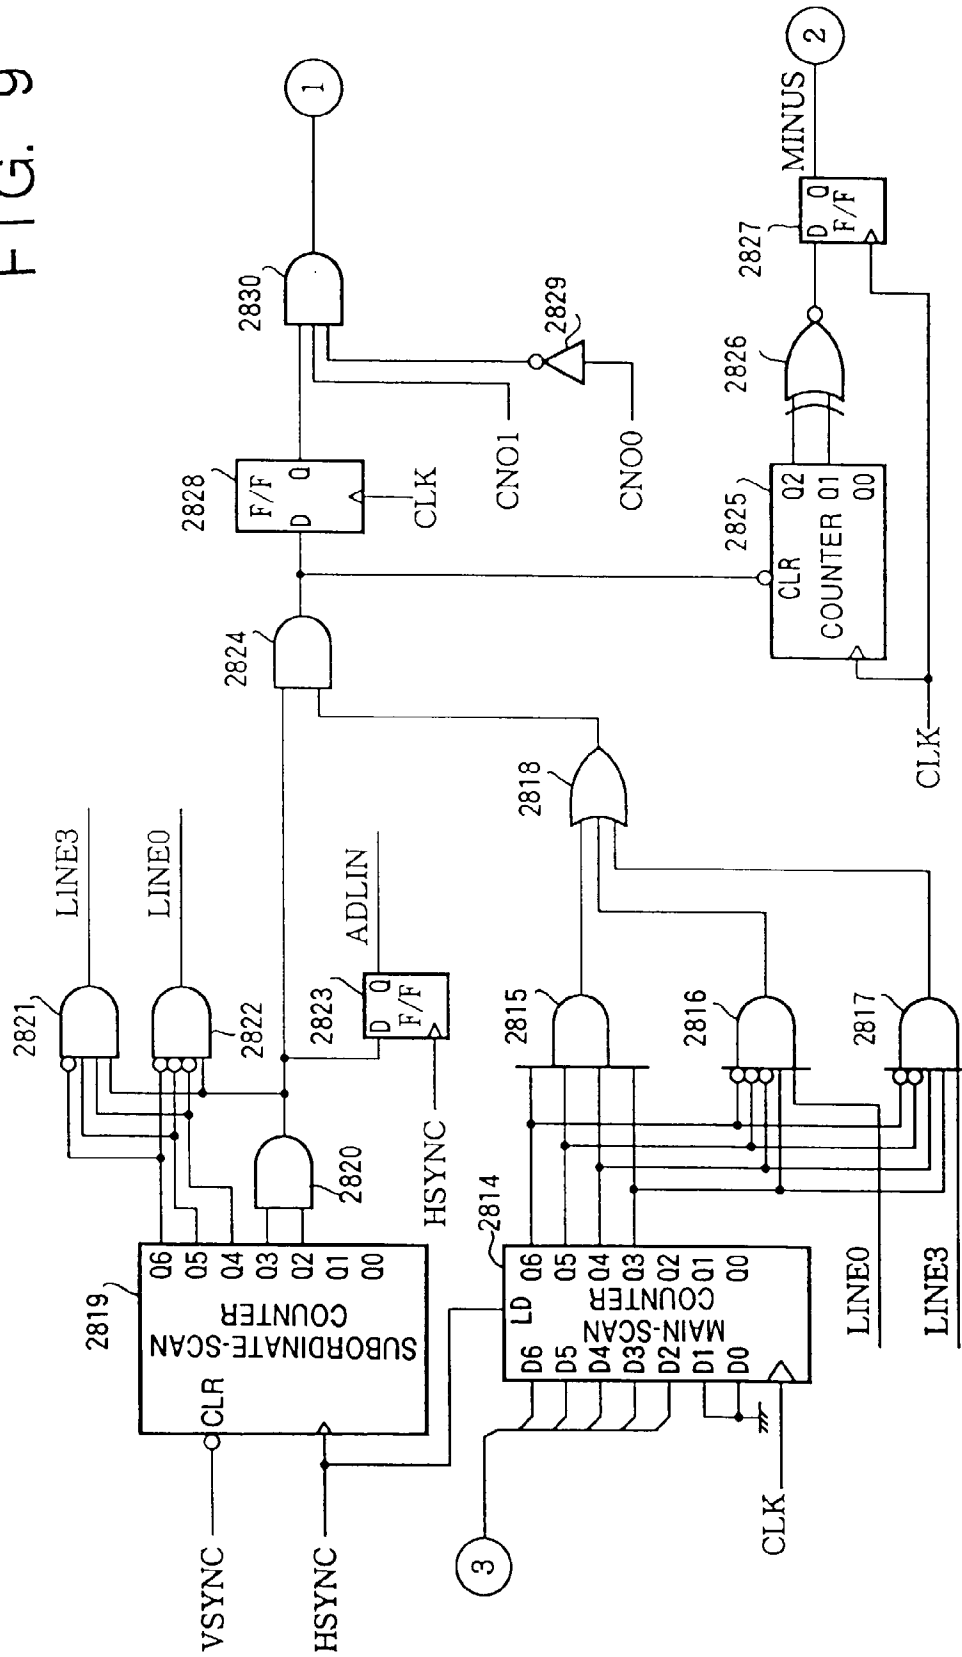 FIG. 9
VSYNC
HSYNC
2819
CLR
SUBORDINATE-SCAN
COUNTER
Q6
Q5
Q4
Q3
Q2
Q1
Q0
2820
2821
LINE3
2822
LINE0
2823
D Q
F/F
ADLIN
HSYNC
3
CLK
2814
LD
D6
D5
D4
D3
D2
D1
D0
MAIN-SCAN
COUNTER
Q6
Q5
Q4
Q3
Q2
Q1
Q0
LINE0
LINE3
2815
2816
2817
2818
2824
2828
F/F
D Q
CLK
CNO1
CNO0
2829
2830
1
CLK
2825
CLR
COUNTER
Q2
Q1
Q0
2826
2827
D Q
F/F
MINUS
2